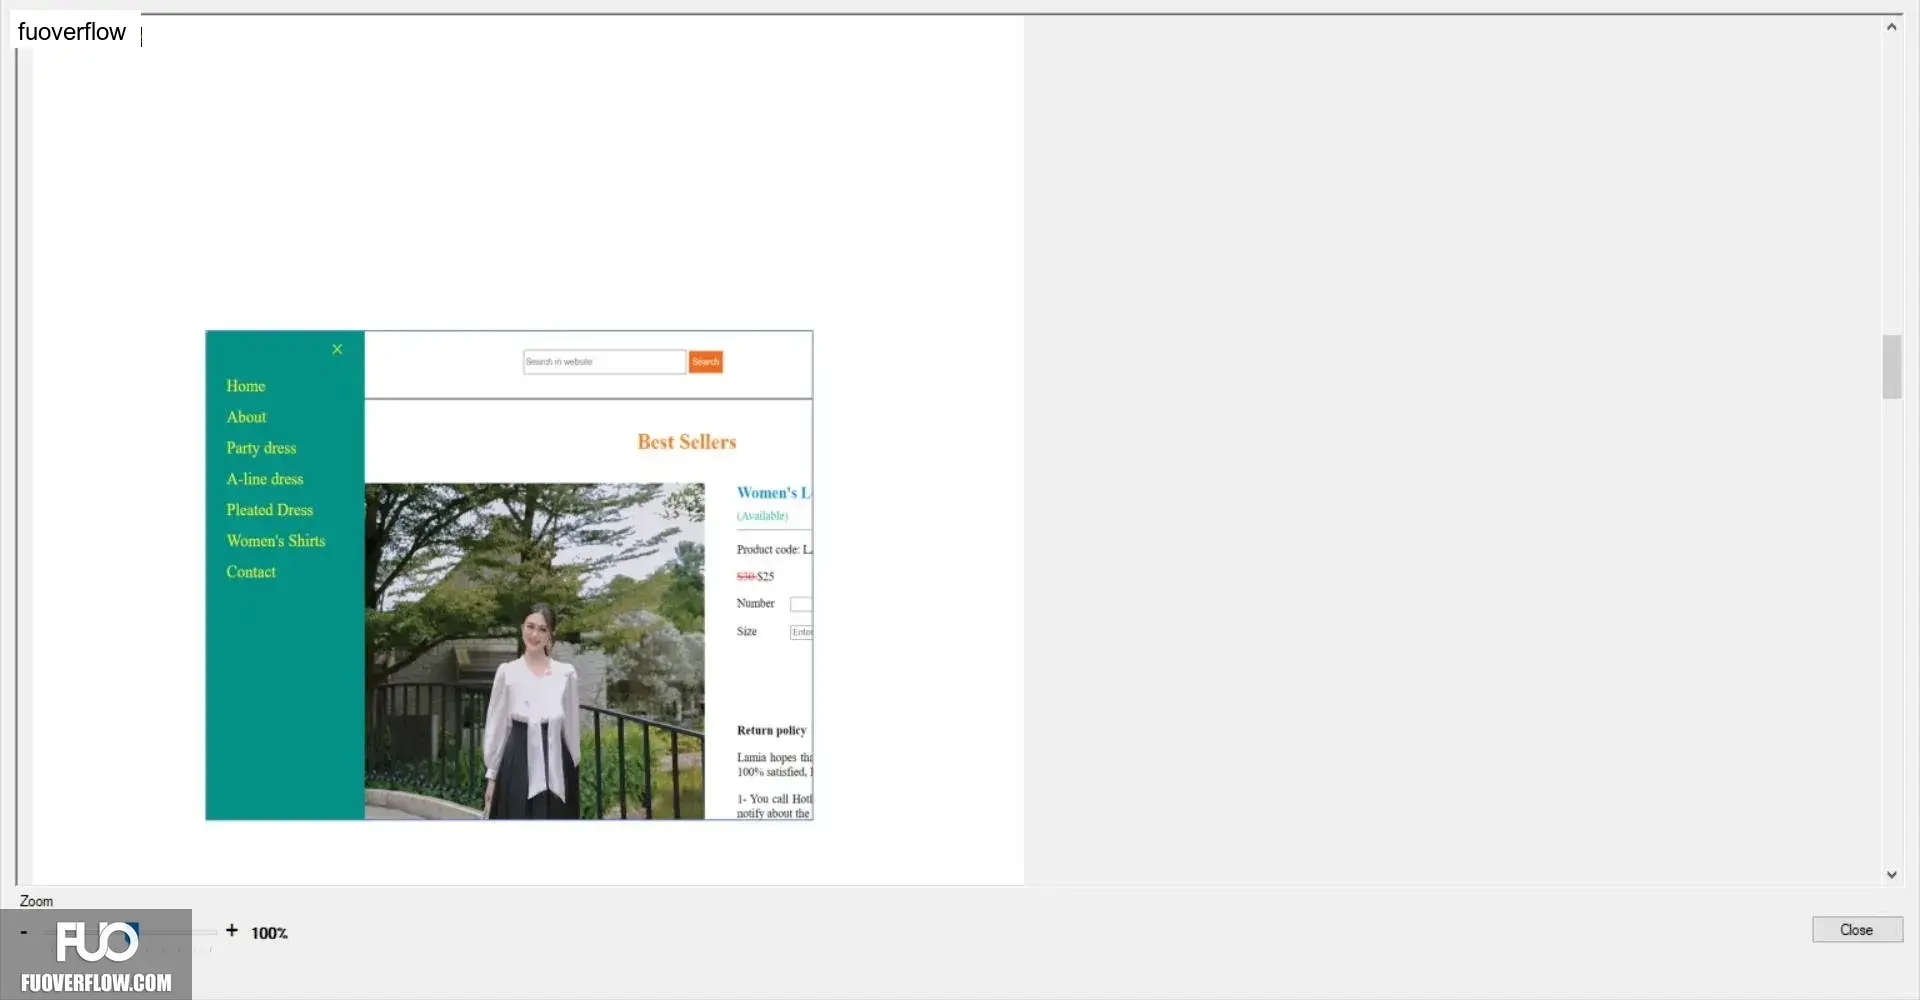 fuoverflow
×
Home
About
Party dress
A-line dress
Pleated Dress
Women's Shirts
Contact
Search in website
Search
Best Sellers
Women's L
(Available)
Product code: L
$30 $25
Number
Size
Enter
Return policy
Lamia hopes tha
100% satisfied,
1- You call Hotl
notify about the
Zoom
- + 100%
Close
FUO
FUOVERFLOW.COM